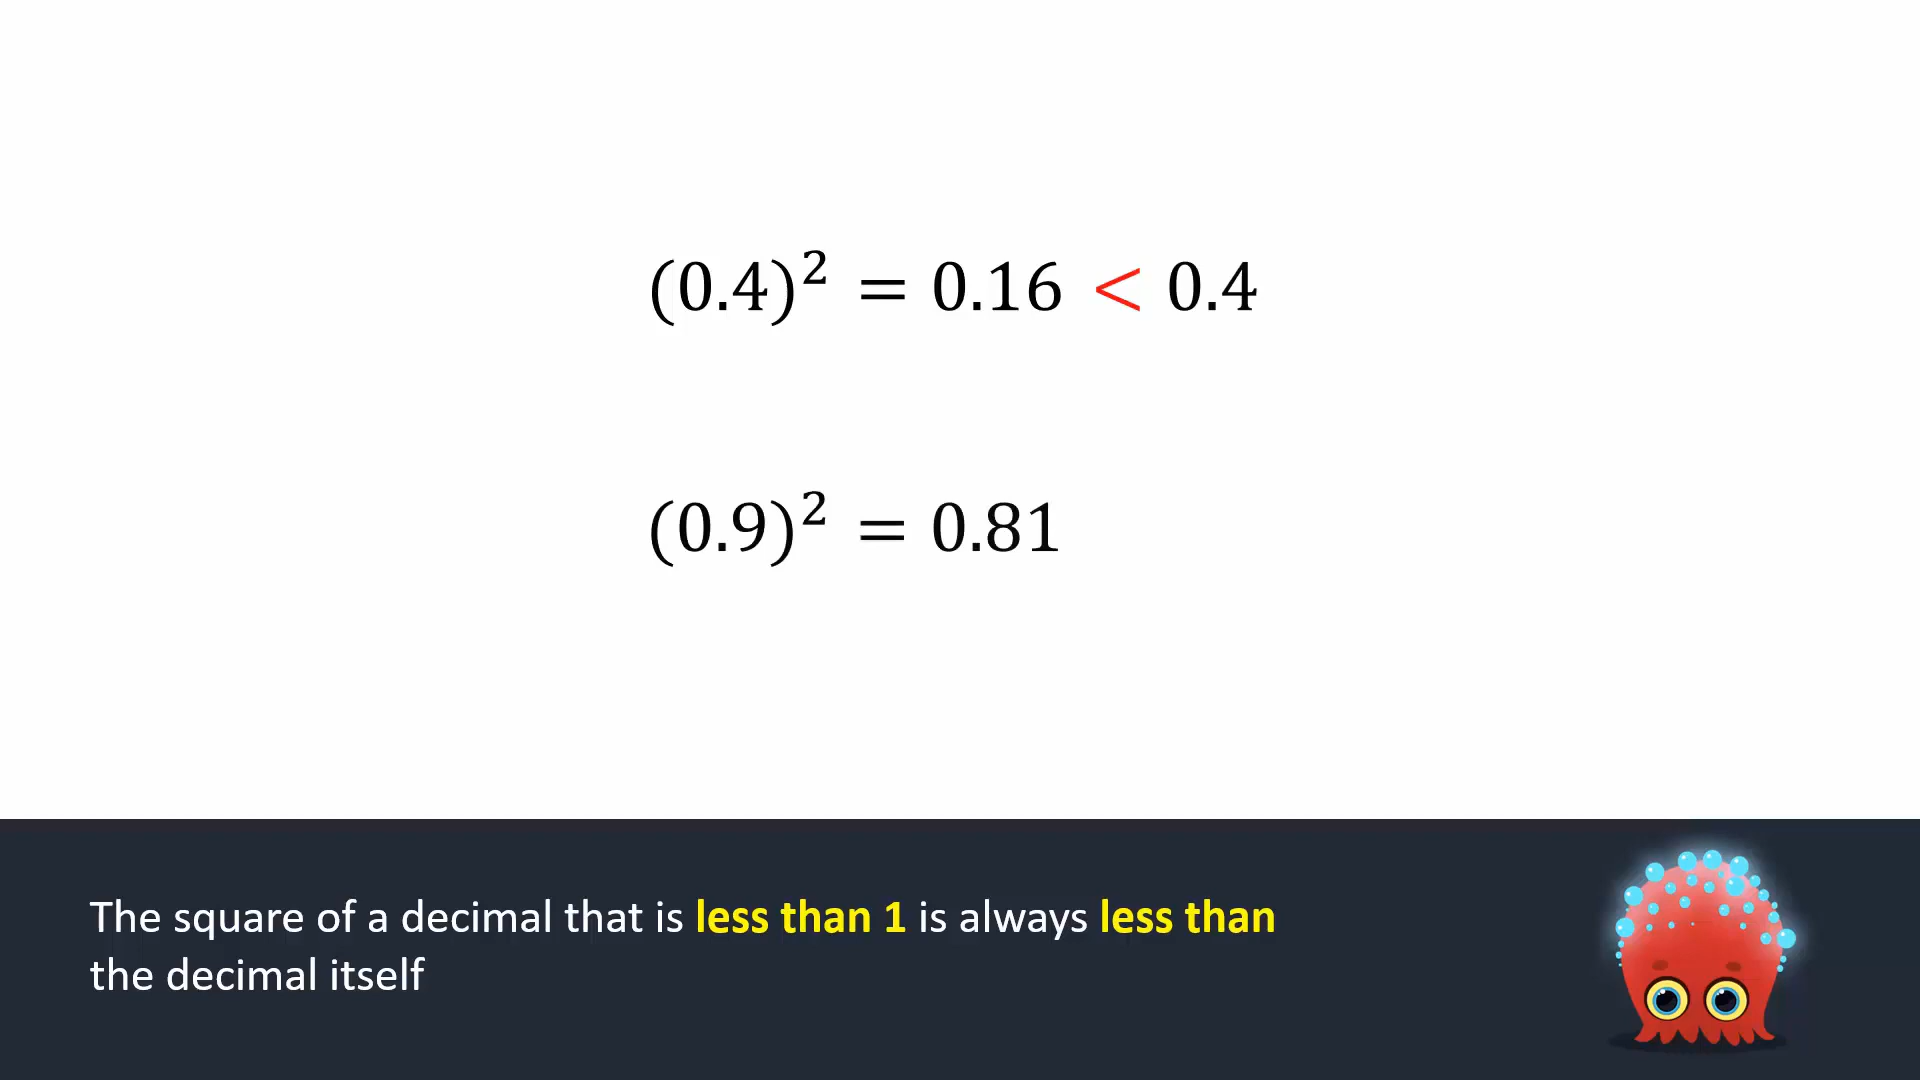 (0.4)² = 0.16 < 0.4
(0.9)² = 0.81
The square of a decimal that is less than 1 is always less than
the decimal itself